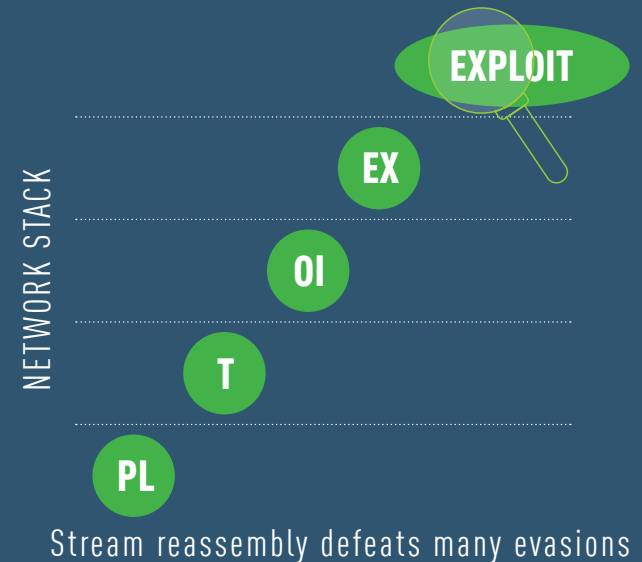 EXPLOIT
EX
NETWORK STACK
OI
T
PL
Stream reassembly defeats many evasions